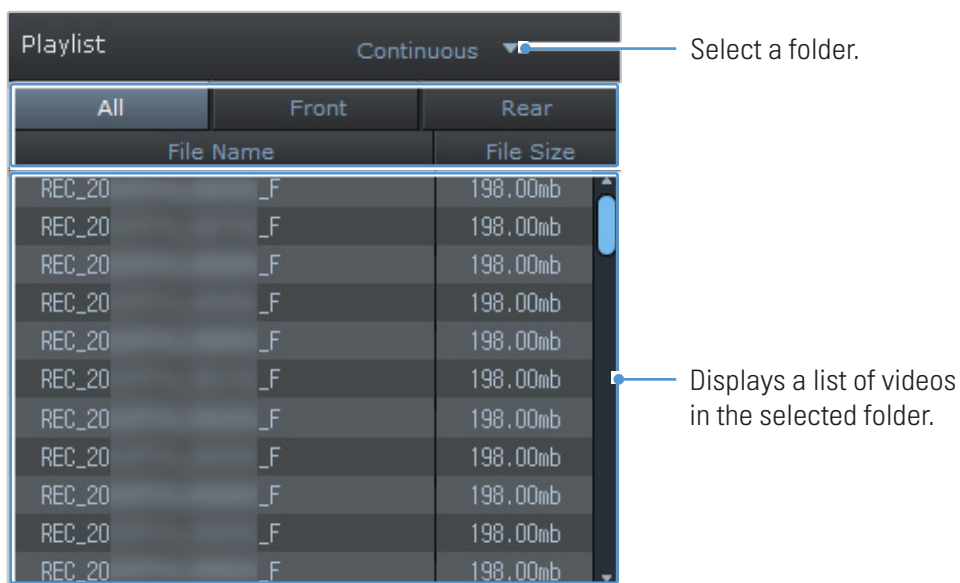 Playlist Continuous
Select a folder.
All Front Rear
File Name File Size
REC_20 _F 198.00mb
REC_20 _F 198.00mb
REC_20 _F 198.00mb
REC_20 _F 198.00mb
REC_20 _F 198.00mb
REC_20 _F 198.00mb
Displays a list of videos
in the selected folder.
REC_20 _F 198.00mb
REC_20 _F 198.00mb
REC_20 _F 198.00mb
REC_20 _F 198.00mb
REC_20 _F 198.00mb